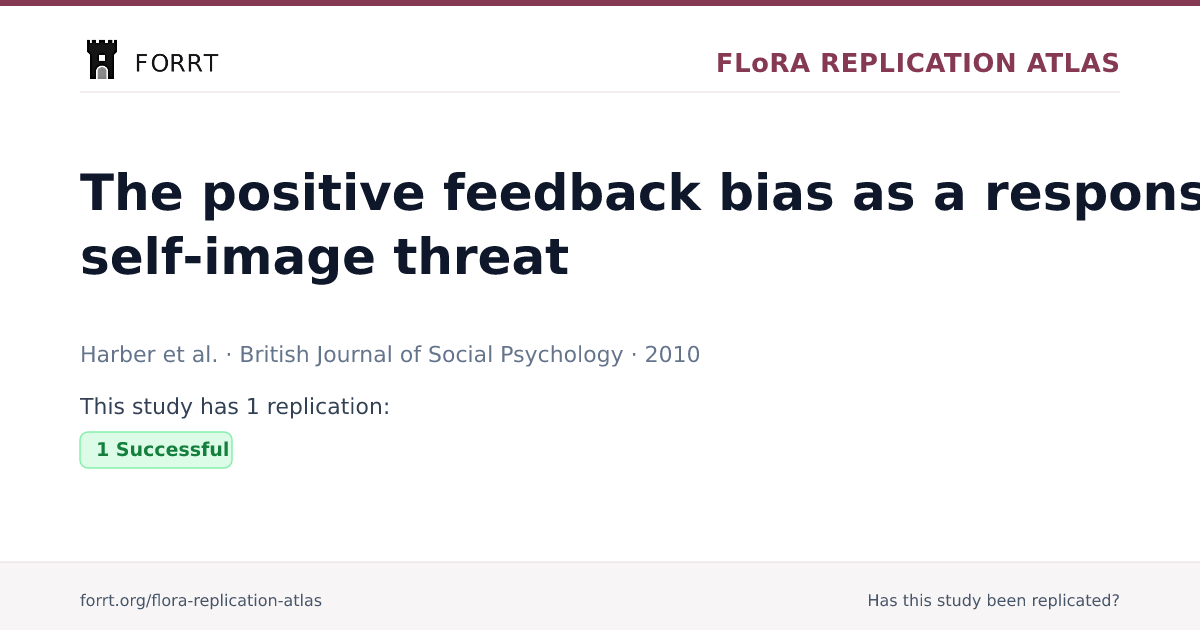 FORRT
FLoRA REPLICATION ATLAS
The positive feedback bias as a respons
self-image threat
Harber et al. · British Journal of Social Psychology · 2010
This study has 1 replication:
1 Successful
forrt.org/flora-replication-atlas
Has this study been replicated?